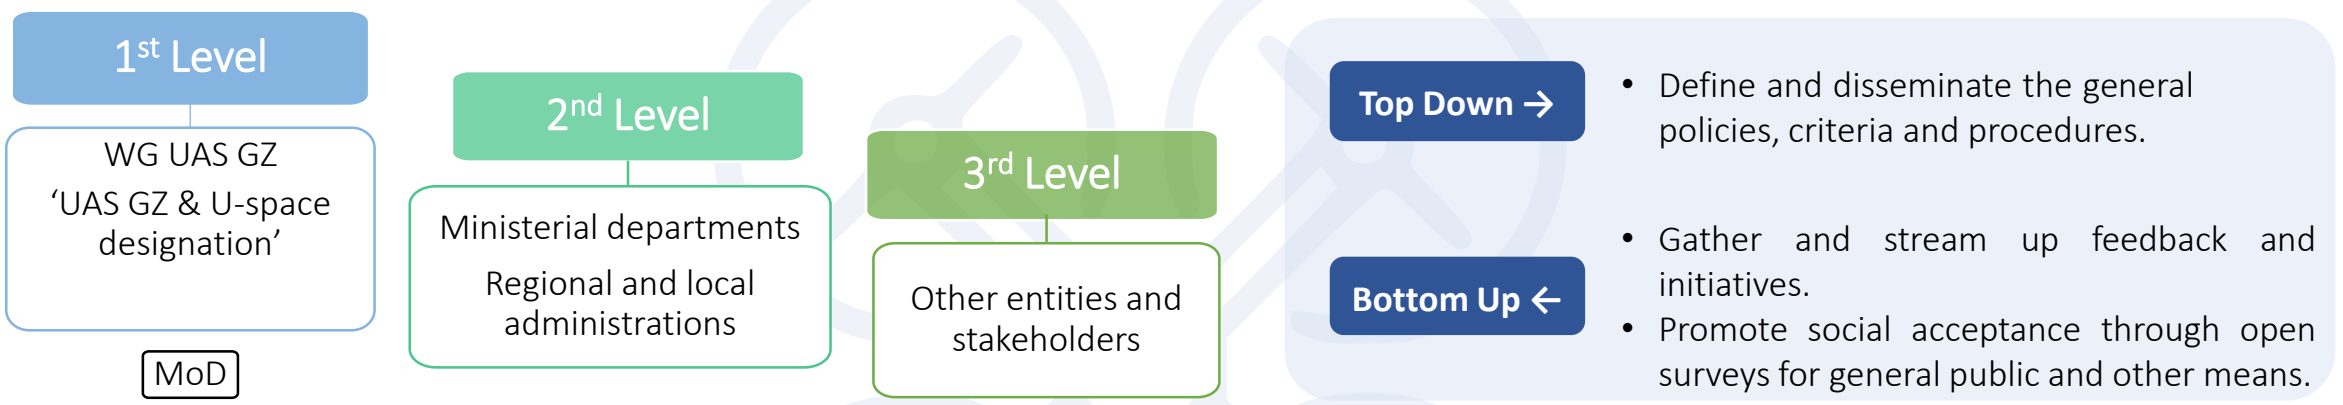 1st Level
WG UAS GZ
‘UAS GZ & U-space
designation’
MoD
2nd Level
Ministerial departments
Regional and local
administrations
3rd Level
Other entities and
stakeholders
Top Down →
• Define and disseminate the general
policies, criteria and procedures.
Bottom Up ←
• Gather and stream up feedback and
initiatives.
• Promote social acceptance through open
surveys for general public and other means.